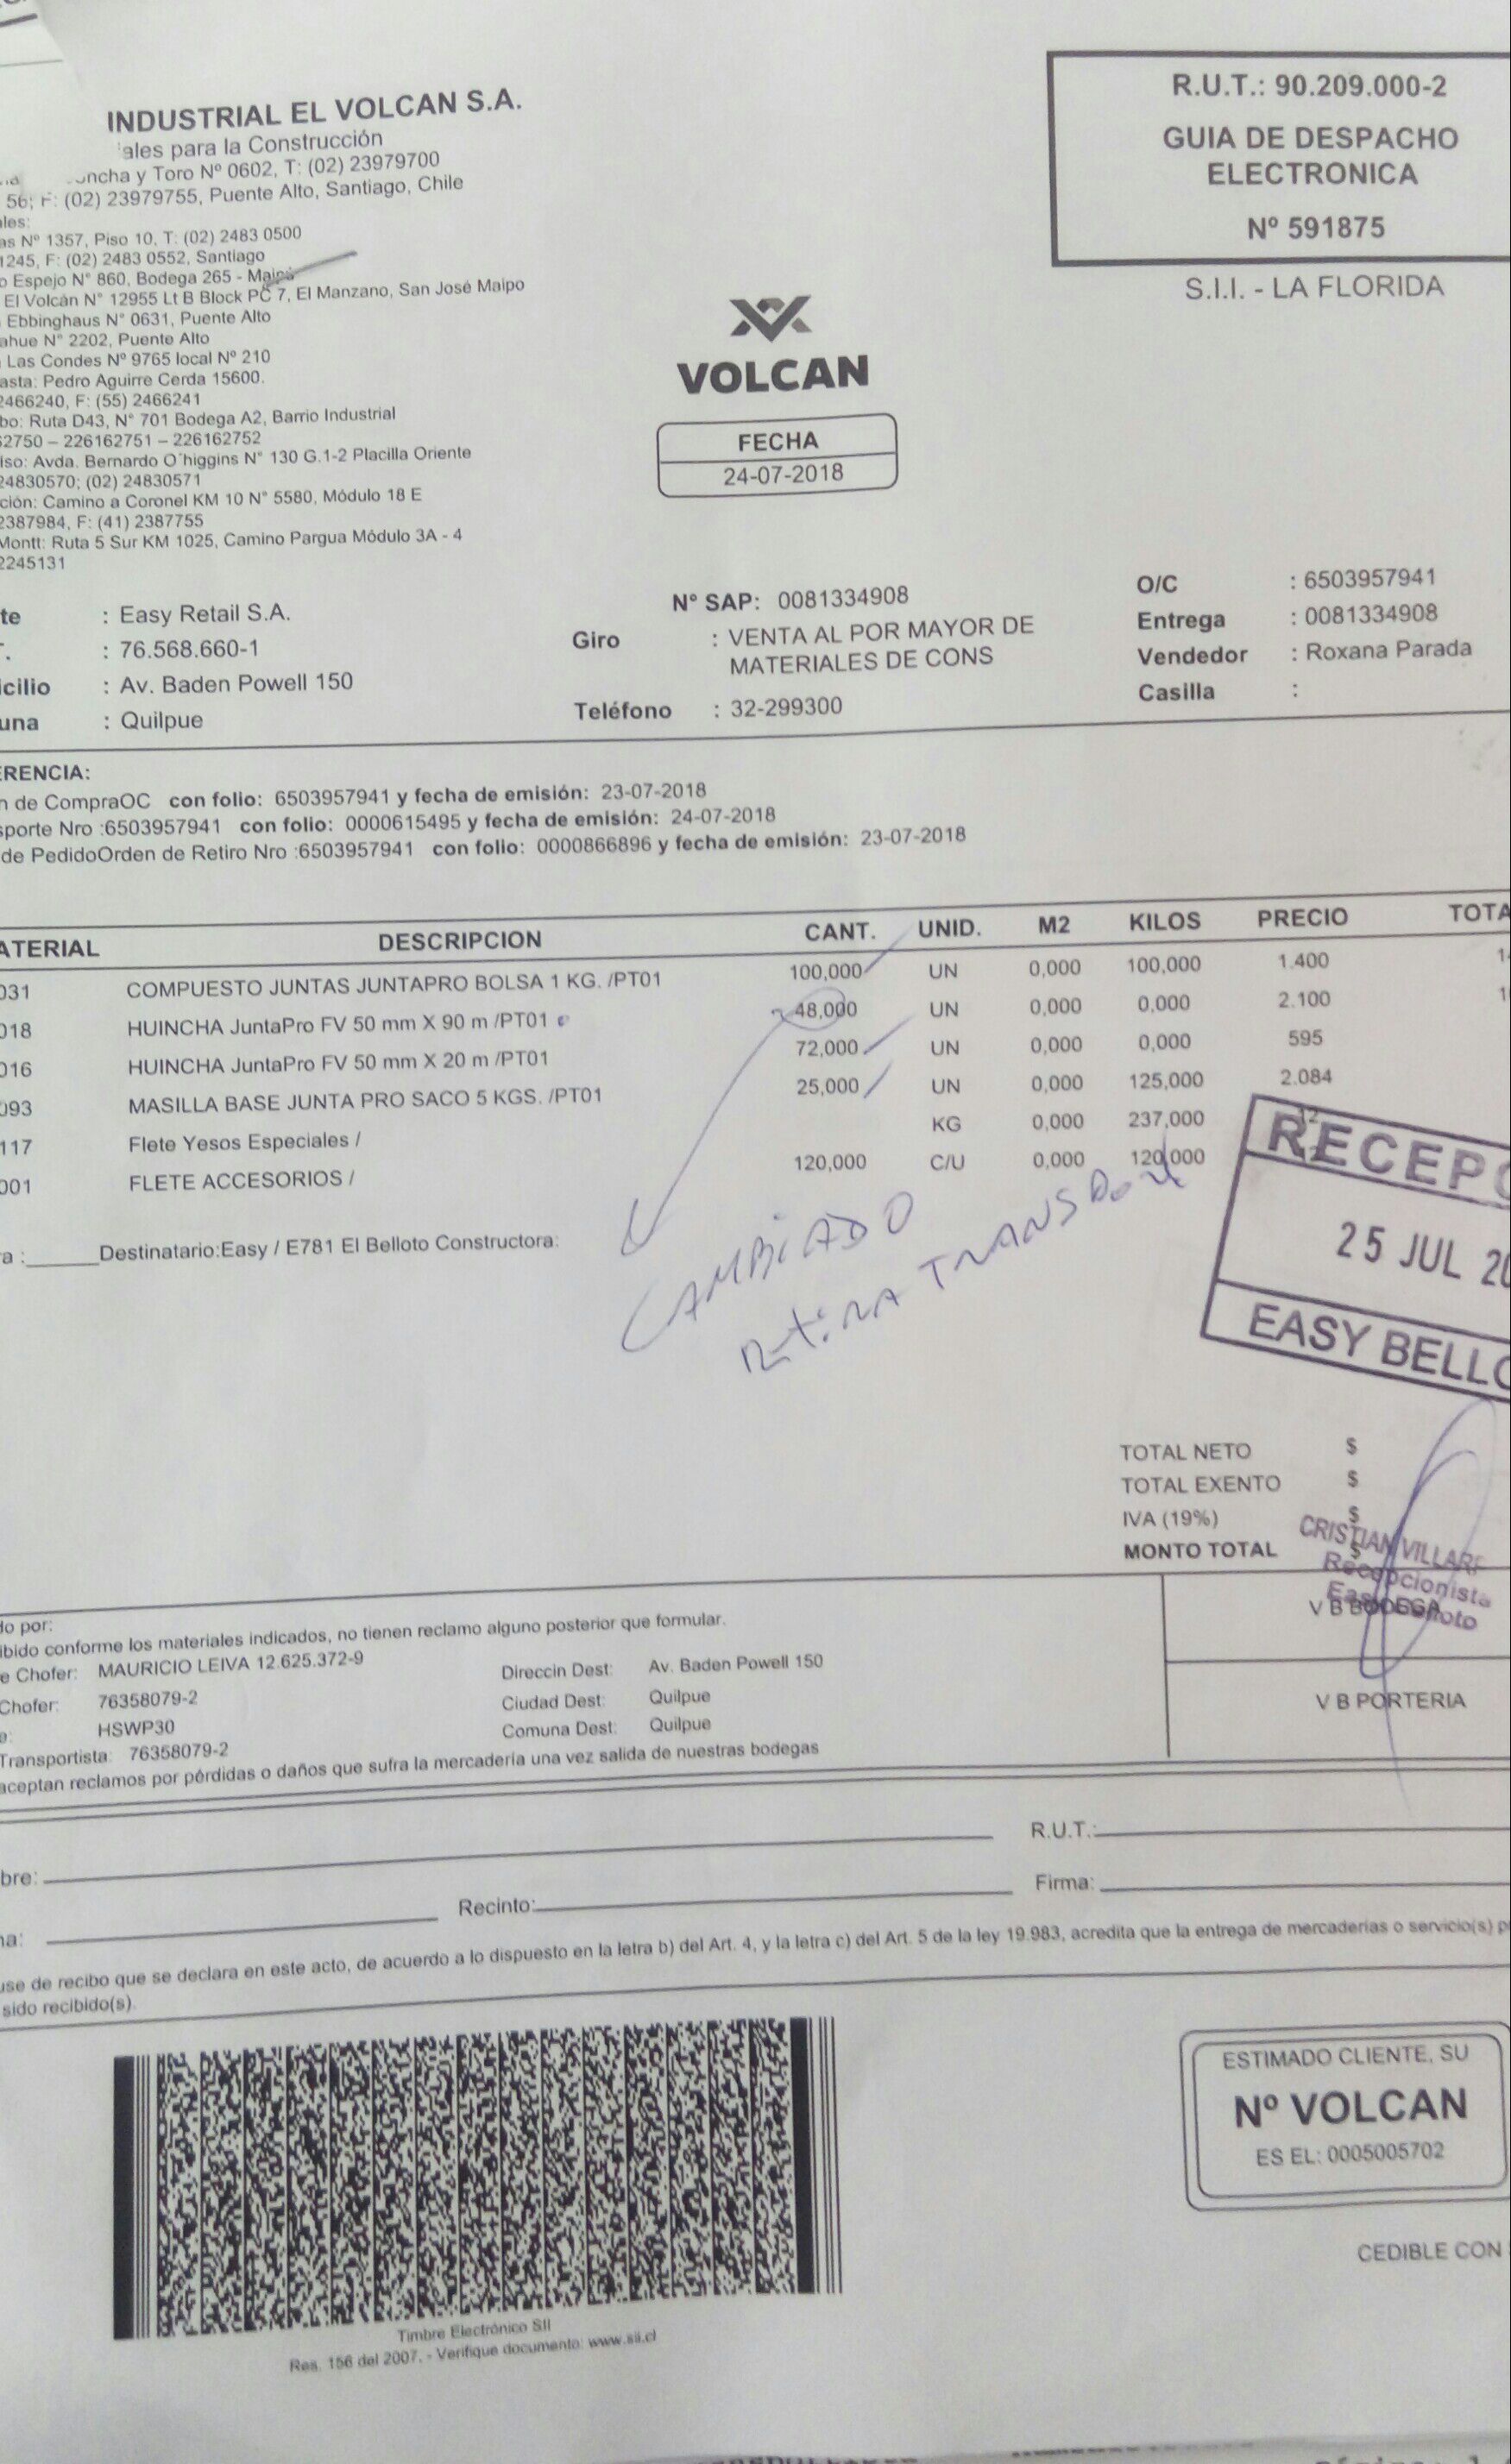 INDUSTRIAL EL VOLCAN S.A.
ales para la Construcción
oncha y Toro Nº 0602, T: (02) 23979700
56; F: (02) 23979755, Puente Alto, Santiago, Chile
ales:
as Nº 1357, Piso 10, T: (02) 2483 0500
1245, F: (02) 2483 0552, Santiago
o Espejo N° 860, Bodega 265 - Maipú
El Volcán N° 12955 Lt B Block PC 7, El Manzano, San José Maipo
Ebbinghaus N° 0631, Puente Alto
ahue N° 2202, Puente Alto
Las Condes Nº 9765 local Nº 210
asta: Pedro Aguirre Cerda 15600.
2466240, F: (55) 2466241
bo: Ruta D43, N° 701 Bodega A2, Barrio Industrial
62750 – 226162751 – 226162752
iso: Avda. Bernardo O´higgins N° 130 G.1-2 Placilla Oriente
24830570; (02) 24830571
ción: Camino a Coronel KM 10 N° 5580, Módulo 18 E
2387984, F: (41) 2387755
Montt: Ruta 5 Sur KM 1025, Camino Pargua Módulo 3A - 4
2245131
R.U.T.: 90.209.000-2
GUIA DE DESPACHO
ELECTRONICA
Nº 591875
S.I.I. - LA FLORIDA
VOLCAN
FECHA
24-07-2018
te : Easy Retail S.A.
T. : 76.568.660-1
icilio : Av. Baden Powell 150
una : Quilpue
N° SAP: 0081334908
Giro : VENTA AL POR MAYOR DE
MATERIALES DE CONS
Teléfono : 32-299300
O/C : 6503957941
Entrega : 0081334908
Vendedor : Roxana Parada
Casilla :
ERENCIA:
n de CompraOC con folio: 6503957941 y fecha de emisión: 23-07-2018
sporte Nro :6503957941 con folio: 0000615495 y fecha de emisión: 24-07-2018
de PedidoOrden de Retiro Nro :6503957941 con folio: 0000866896 y fecha de emisión: 23-07-2018
ATERIAL DESCRIPCION CANT. UNID. M2 KILOS PRECIO TOTA
031 COMPUESTO JUNTAS JUNTAPRO BOLSA 1 KG. /PT01 100,000 UN 0,000 100,000 1.400 1
018 HUINCHA JuntaPro FV 50 mm X 90 m /PT01 48,000 UN 0,000 0,000 2.100 1
016 HUINCHA JuntaPro FV 50 mm X 20 m /PT01 72,000 UN 0,000 0,000 595
093 MASILLA BASE JUNTA PRO SACO 5 KGS. /PT01 25,000 UN 0,000 125,000 2.084
117 Flete Yesos Especiales / KG 0,000 237,000 12
001 FLETE ACCESORIOS / 120,000 C/U 0,000 120,000
a :______Destinatario:Easy / E781 El Belloto Constructora:
CAMBIADO
RetiRA TRANSPor
RECEPC
25 JUL 20
EASY BELLO
TOTAL NETO $
TOTAL EXENTO $
IVA (19%) $
MONTO TOTAL $
CRISTIAN VILLAR
Recepcionista
Easy Belloto
V B BODEGA
V B PORTERIA
do por:
ibido conforme los materiales indicados, no tienen reclamo alguno posterior que formular.
e Chofer: MAURICIO LEIVA 12.625.372-9
Chofer: 76358079-2
e: HSWP30
Transportista: 76358079-2
Direccin Dest: Av. Baden Powell 150
Ciudad Dest: Quilpue
Comuna Dest: Quilpue
aceptan reclamos por pérdidas o daños que sufra la mercadería una vez salida de nuestras bodegas
bre:
R.U.T.:
ha:
Recinto:
Firma:
use de recibo que se declara en este acto, de acuerdo a lo dispuesto en la letra b) del Art. 4, y la letra c) del Art. 5 de la ley 19.983, acredita que la entrega de mercaderías o servicio(s) p
sido recibido(s).
Timbre Electrónico SII
Res. 156 del 2007. - Verifique documento: www.sii.cl
ESTIMADO CLIENTE, SU
Nº VOLCAN
ES EL: 0005005702
CEDIBLE CON